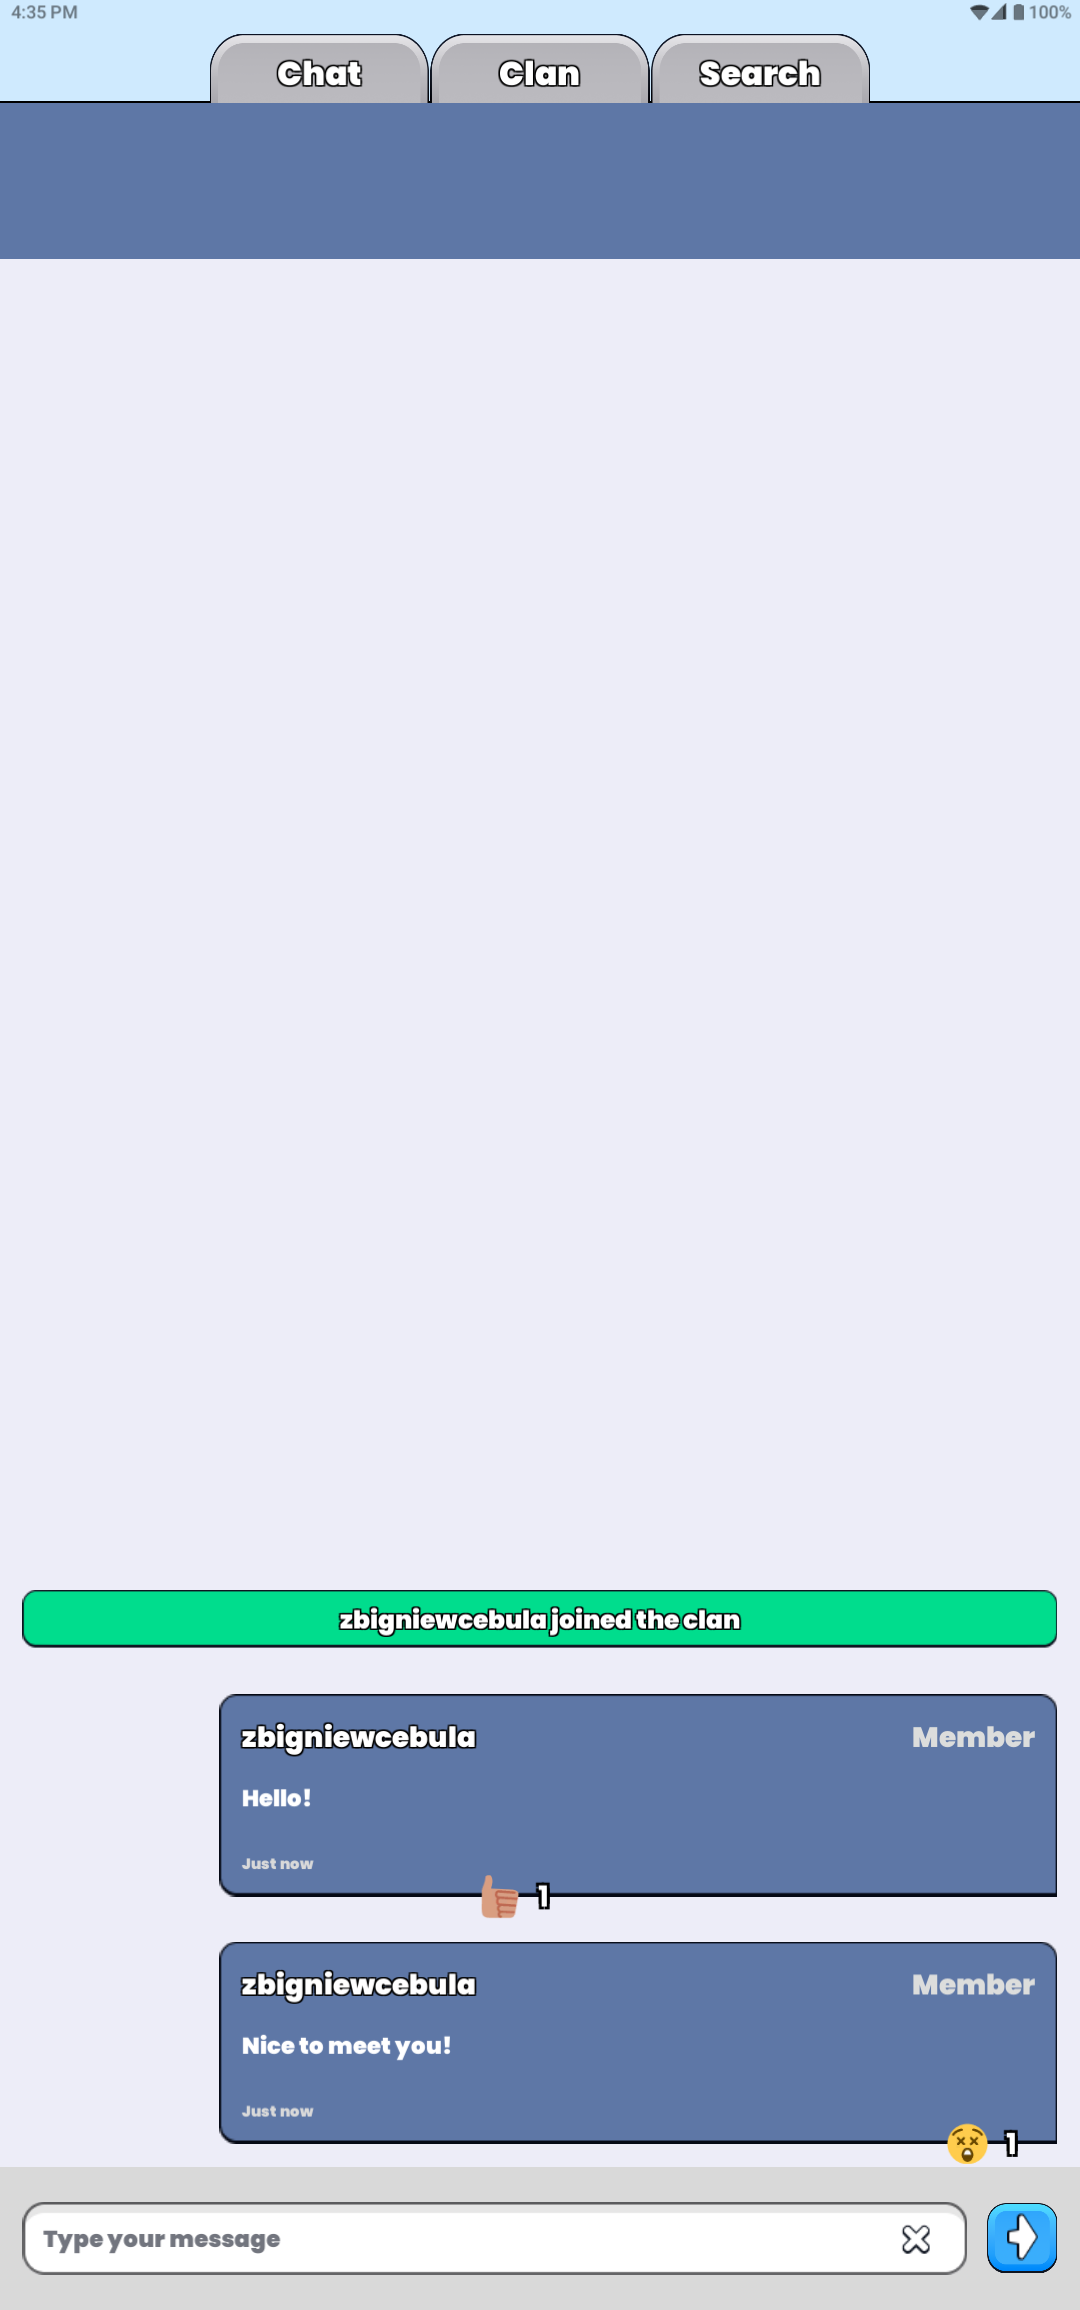 4:35 PM
100%
Chat
Clan
Search
zbigniewcebula joined the clan
zbigniewcebula
Member
Hello!
Just now
1
zbigniewcebula
Member
Nice to meet you!
Just now
1
Type your message